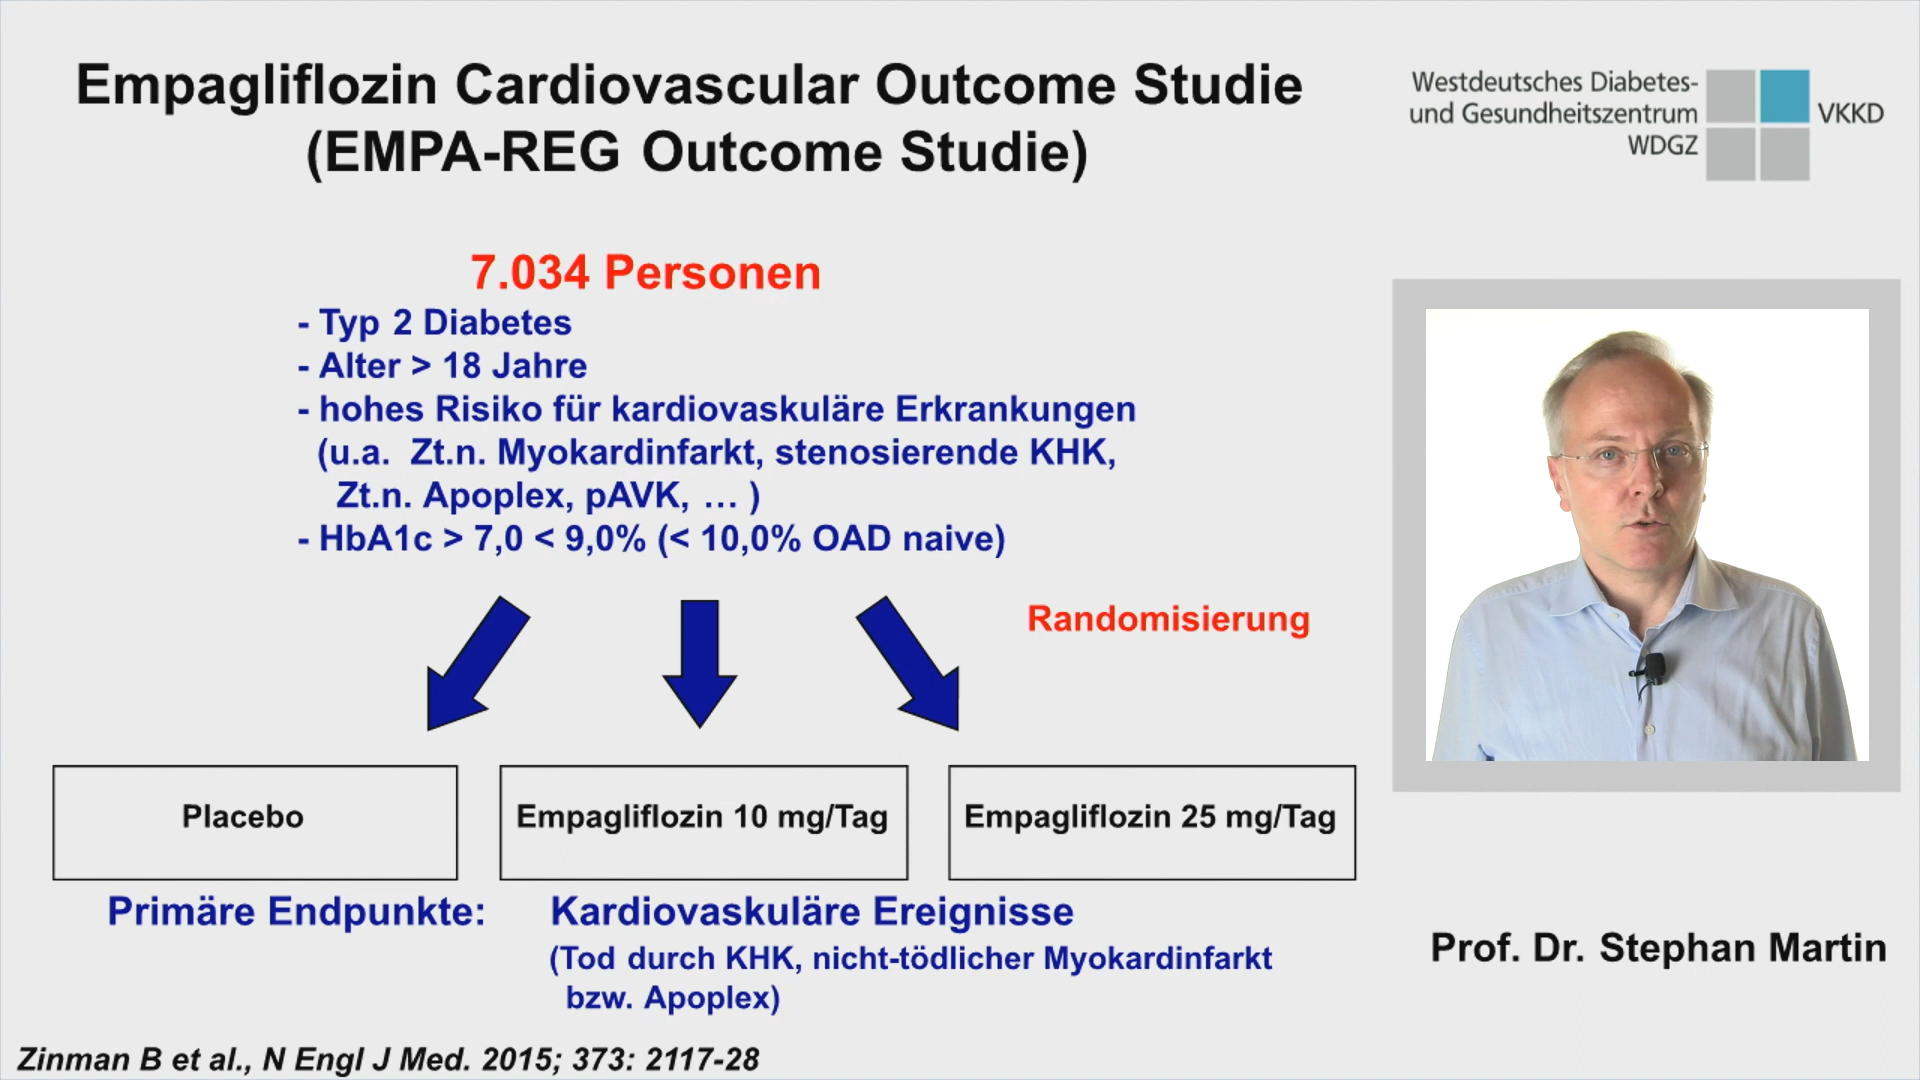 Empagliflozin Cardiovascular Outcome Studie
(EMPA-REG Outcome Studie)
Westdeutsches Diabetes-
und Gesundheitszentrum
WDGZ
VKKD
7.034 Personen
- Typ 2 Diabetes
- Alter > 18 Jahre
- hohes Risiko für kardiovaskuläre Erkrankungen
(u.a. Zt.n. Myokardinfarkt, stenosierende KHK,
Zt.n. Apoplex, pAVK, … )
- HbA1c > 7,0 < 9,0% (< 10,0% OAD naive)
Randomisierung
Placebo
Empagliflozin 10 mg/Tag
Empagliflozin 25 mg/Tag
Primäre Endpunkte:
Kardiovaskuläre Ereignisse
(Tod durch KHK, nicht-tödlicher Myokardinfarkt
bzw. Apoplex)
Prof. Dr. Stephan Martin
Zinman B et al., N Engl J Med. 2015; 373: 2117-28